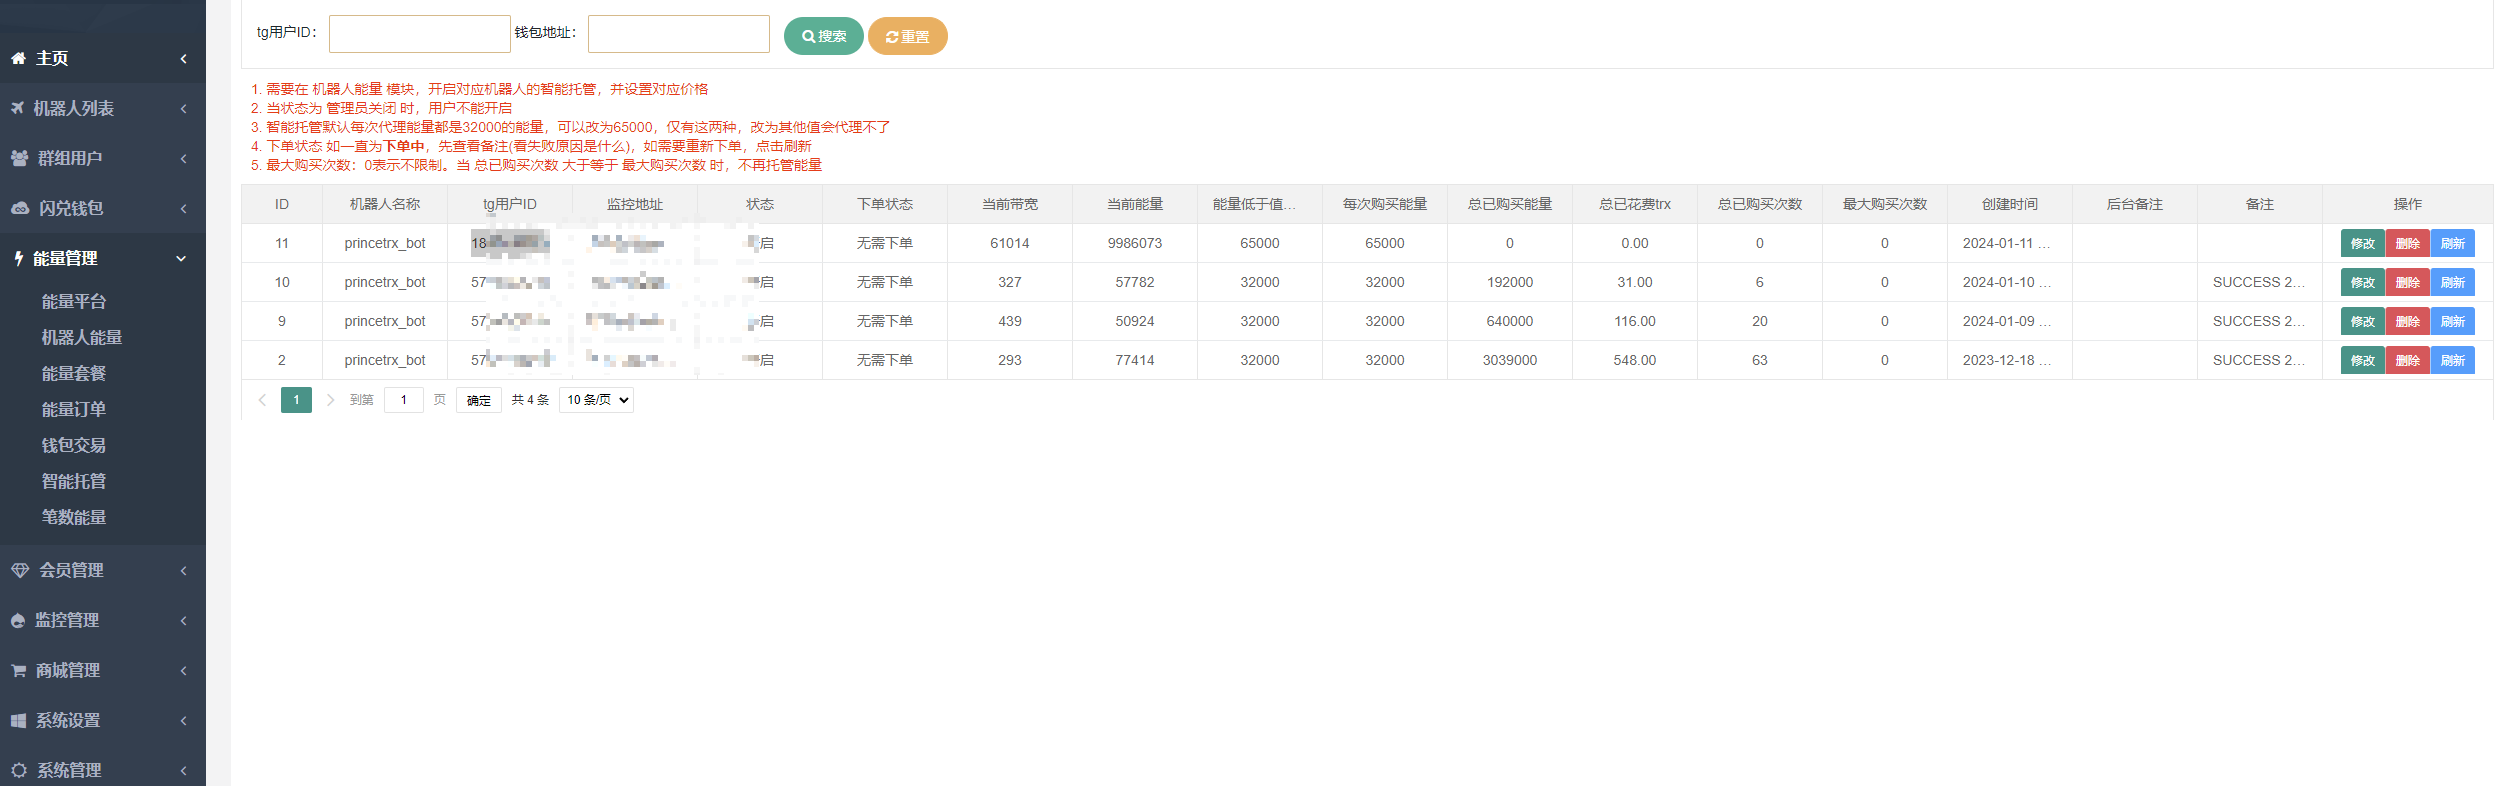 主页
机器人列表
群组用户
闪兑钱包
能量管理
能量平台
机器人能量
能量套餐
能量订单
钱包交易
智能托管
笔数能量
会员管理
监控管理
商城管理
系统设置
系统管理
tg用户ID： 钱包地址： 搜索 重置
1. 需要在 机器人能量 模块，开启对应机器人的智能托管，并设置对应价格
2. 当状态为 管理员关闭 时，用户不能开启
3. 智能托管默认每次代理能量都是32000的能量，可以改为65000，仅有这两种，改为其他值会代理不了
4. 下单状态 如一直为下单中，先查看备注(看失败原因是什么)，如需要重新下单，点击刷新
5. 最大购买次数：0表示不限制。当 总已购买次数 大于等于 最大购买次数 时，不再托管能量
ID 机器人名称 tg用户ID 监控地址 状态 下单状态 当前带宽 当前能量 能量低于值... 每次购买能量 总已购买能量 总已花费trx 总已购买次数 最大购买次数 创建时间 后台备注 备注 操作
11 princetrx_bot 18 启 无需下单 61014 9986073 65000 65000 0 0.00 0 0 2024-01-11 ... 修改 删除 刷新
10 princetrx_bot 57 启 无需下单 327 57782 32000 32000 192000 31.00 6 0 2024-01-10 ... SUCCESS 2... 修改 删除 刷新
9 princetrx_bot 57 启 无需下单 439 50924 32000 32000 640000 116.00 20 0 2024-01-09 ... SUCCESS 2... 修改 删除 刷新
2 princetrx_bot 57 启 无需下单 293 77414 32000 32000 3039000 548.00 63 0 2023-12-18 ... SUCCESS 2... 修改 删除 刷新
1 到第 1 页 确定 共 4 条 10 条/页